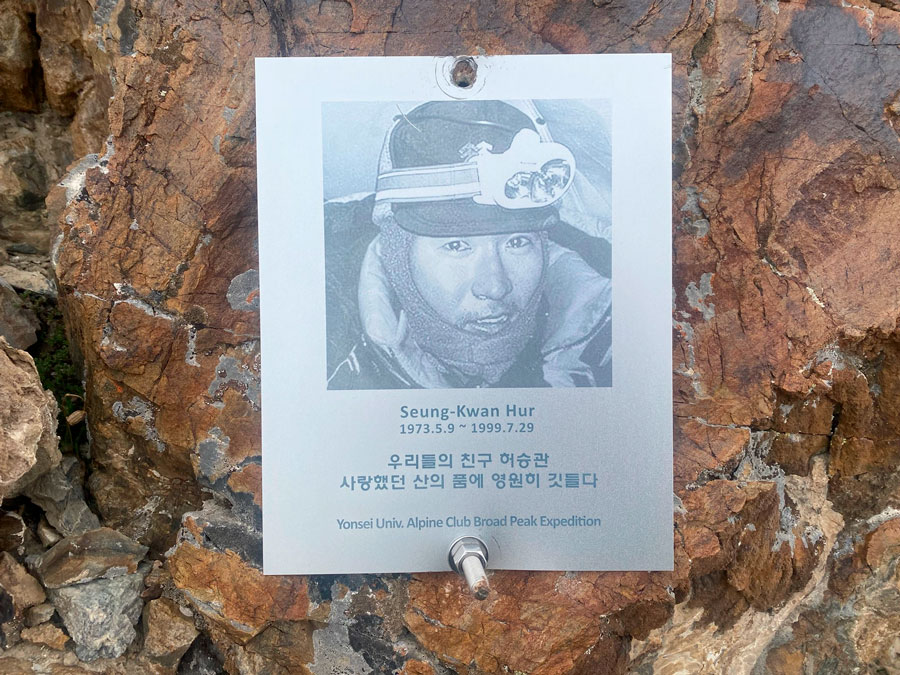 Seung-Kwan Hur
1973.5.9 ~ 1999.7.29
우리들의 친구 허승관
사랑했던 산의 품에 영원히 깃들다
Yonsei Univ. Alpine Club Broad Peak Expedition